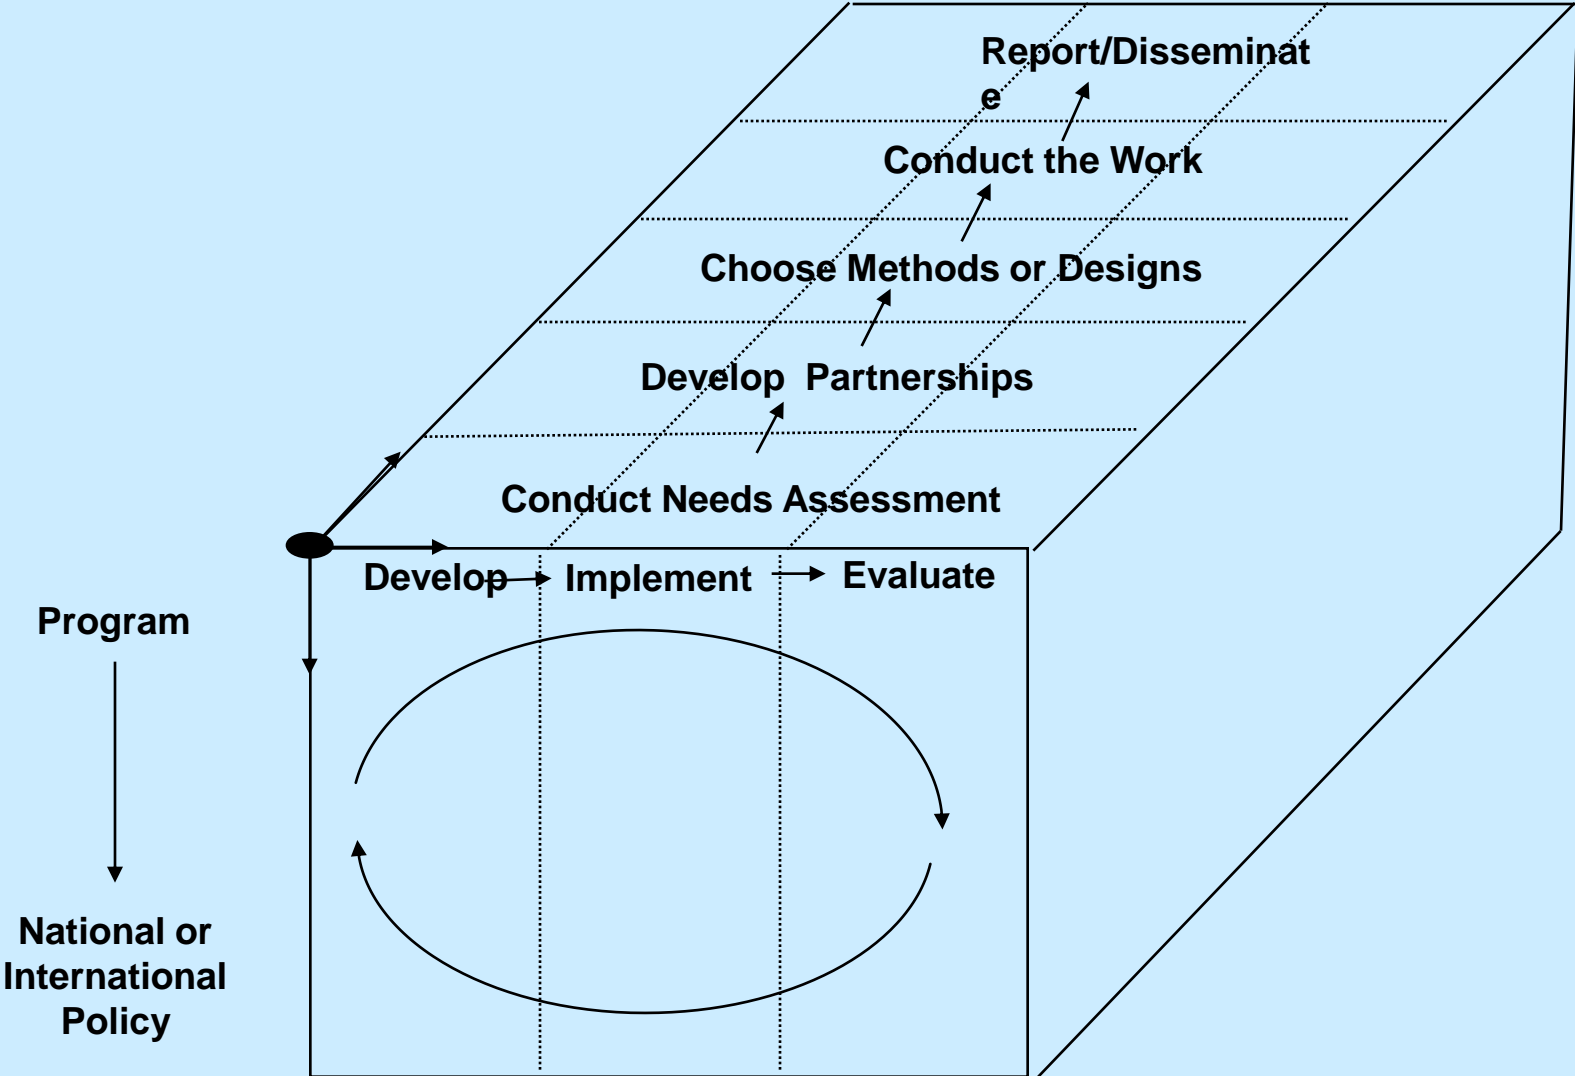 Report/Disseminat
e
Conduct the Work
Choose Methods or Designs
Develop Partnerships
Conduct Needs Assessment
Develop Implement Evaluate
Program
National or
International
Policy